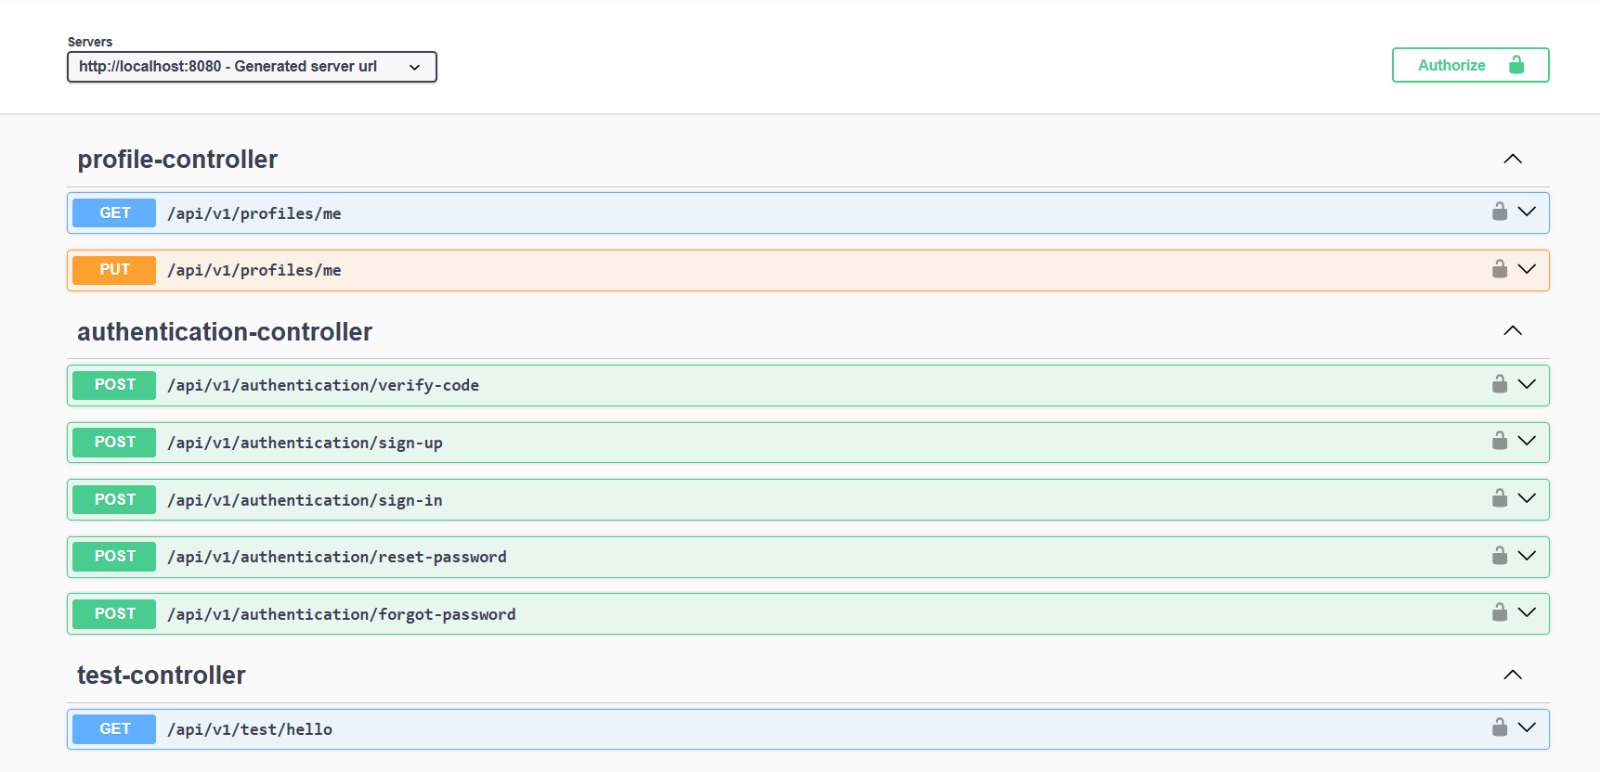 Servers
http://localhost:8080 - Generated server url
Authorize
profile-controller
GET /api/v1/profiles/me
PUT /api/v1/profiles/me
authentication-controller
POST /api/v1/authentication/verify-code
POST /api/v1/authentication/sign-up
POST /api/v1/authentication/sign-in
POST /api/v1/authentication/reset-password
POST /api/v1/authentication/forgot-password
test-controller
GET /api/v1/test/hello